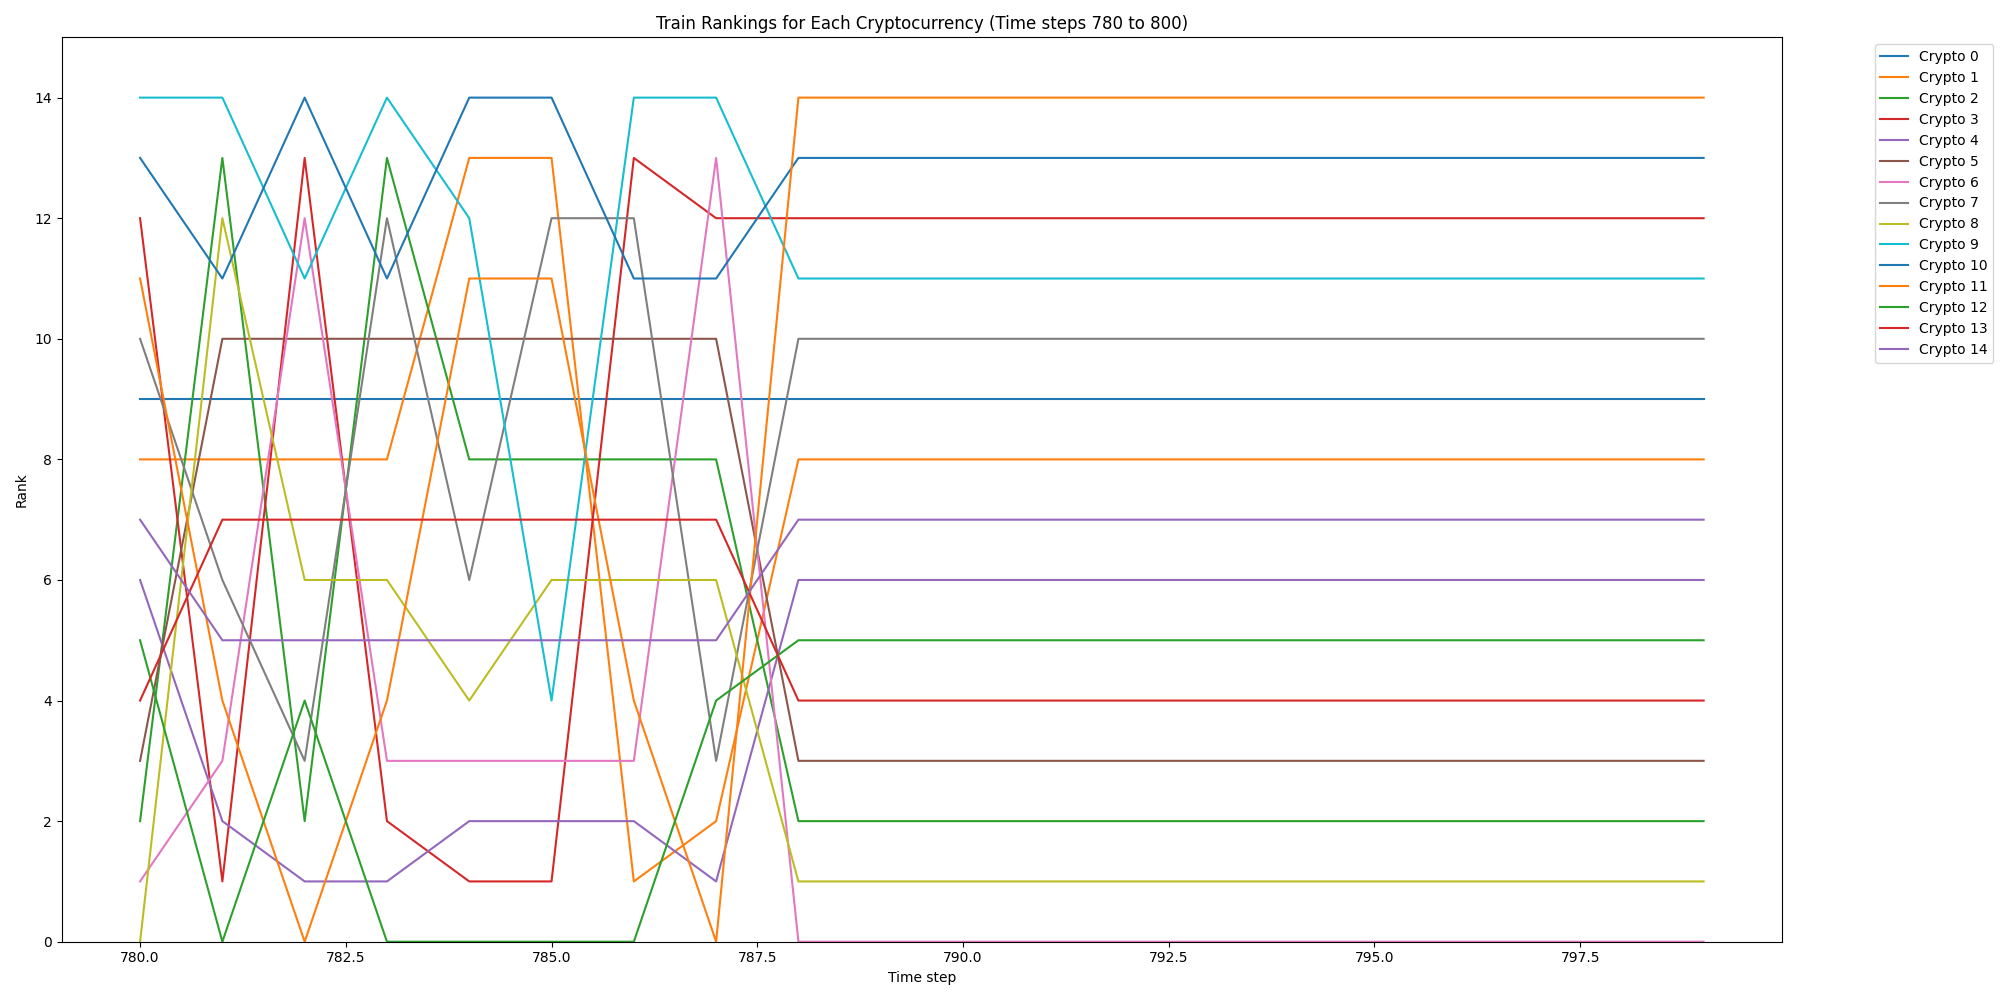 Train Rankings for Each Cryptocurrency (Time steps 780 to 800)
14
12
10
8
6
4
2
0
Rank
780.0
782.5
785.0
787.5
790.0
792.5
795.0
797.5
Time step
Crypto 0
Crypto 1
Crypto 2
Crypto 3
Crypto 4
Crypto 5
Crypto 6
Crypto 7
Crypto 8
Crypto 9
Crypto 10
Crypto 11
Crypto 12
Crypto 13
Crypto 14